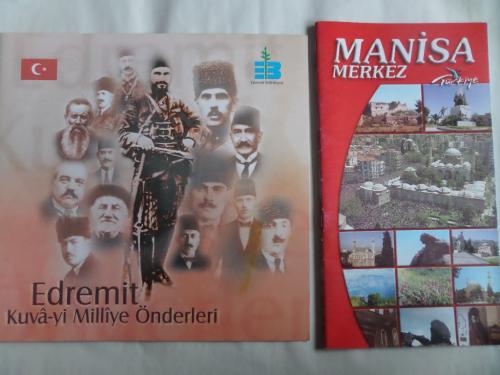 Edremit
Kuvâ-yi Millîye Önderleri
MANİSA
MERKEZ
Türkiye